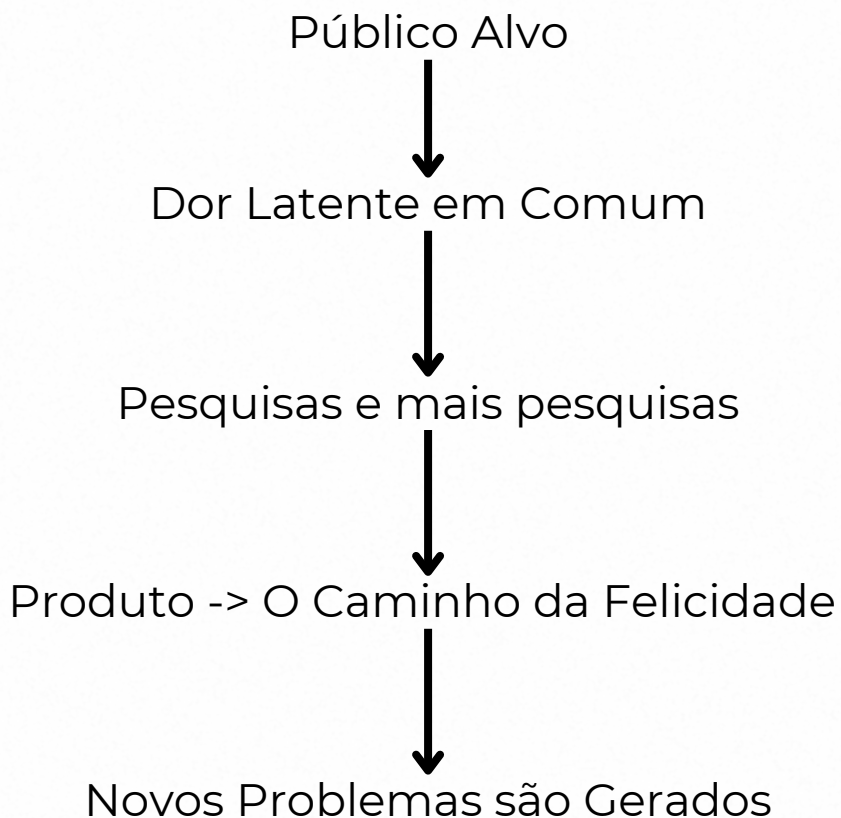 Público Alvo
Dor Latente em Comum
Pesquisas e mais pesquisas
Produto -> O Caminho da Felicidade
Novos Problemas são Gerados